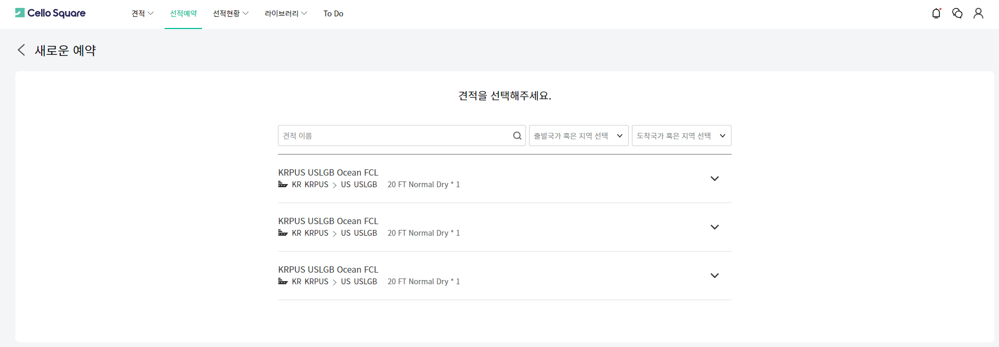 Cello Square 견적 선적예약 선적현황 라이브러리 To Do
새로운 예약
견적을 선택해주세요.
견적 이름 출발국가 혹은 지역 선택 도착국가 혹은 지역 선택
KRPUS USLGB Ocean FCL
KR KRPUS > US USLGB 20 FT Normal Dry * 1
KRPUS USLGB Ocean FCL
KR KRPUS > US USLGB 20 FT Normal Dry * 1
KRPUS USLGB Ocean FCL
KR KRPUS > US USLGB 20 FT Normal Dry * 1